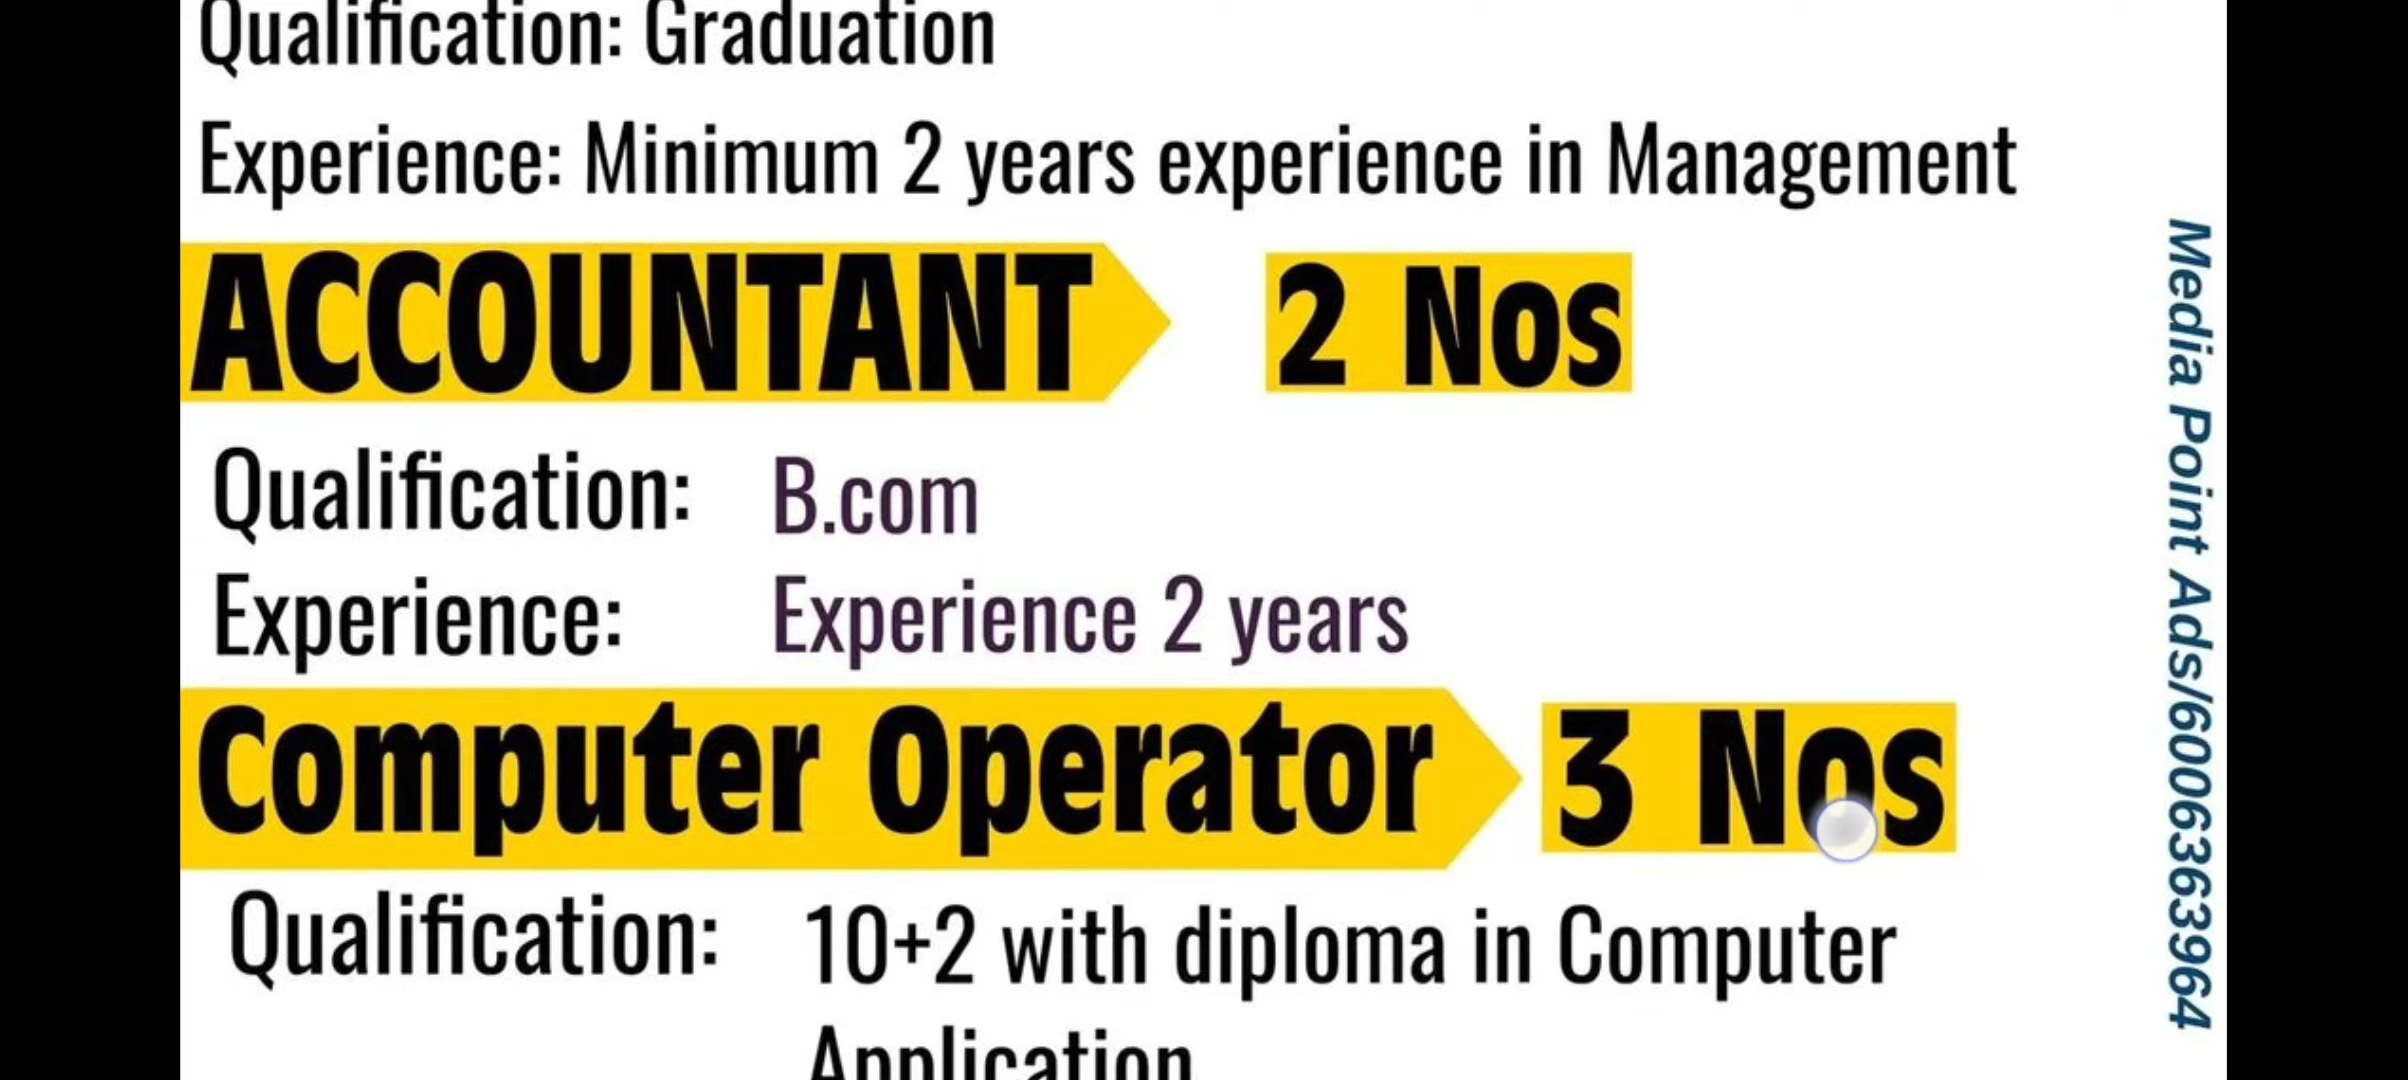 Qualification: Graduation
Experience: Minimum 2 years experience in Management
ACCOUNTANT 2 Nos
Qualification: B.com
Experience: Experience 2 years
Computer Operator 3 Nos
Qualification: 10+2 with diploma in Computer
Application
Media Point Ads/6006363964